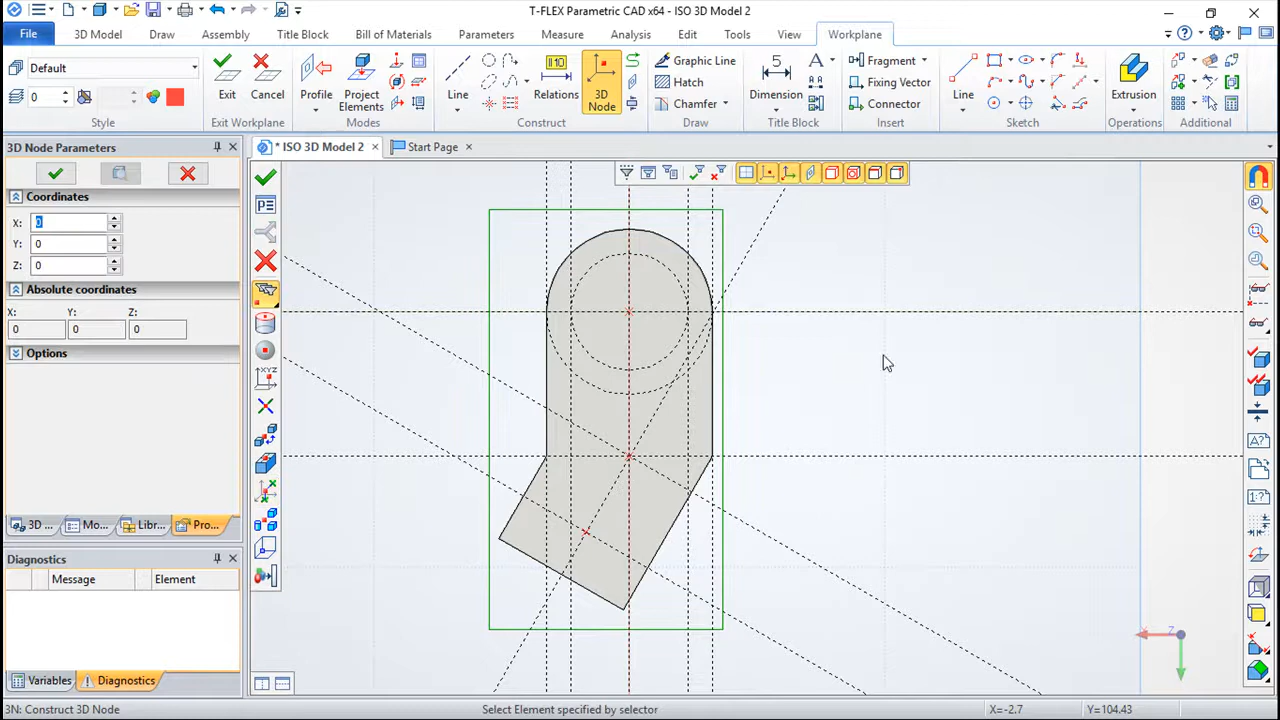 T-FLEX Parametric CAD x64 - ISO 3D Model 2
File 3D Model Draw Assembly Title Block Bill of Materials Parameters Measure Analysis Edit Tools View Workplane
Default
0
Style
Exit Cancel
Exit Workplane
Profile Project Elements
Modes
Line Relations 3D Node
Construct
Graphic Line
Hatch
Chamfer
Draw
5
Dimension
Title Block
Fragment
Fixing Vector
Connector
Insert
Line
Sketch
Extrusion
Operations
Additional
3D Node Parameters
* ISO 3D Model 2 Start Page
Coordinates
X: 0
Y: 0
Z: 0
Absolute coordinates
X: Y: Z:
0 0 0
Options
3D ... Mo... Libr... Pro...
Diagnostics
Message Element
Variables Diagnostics
X Z
3N: Construct 3D Node Select Element specified by selector X=-2.7 Y=104.43